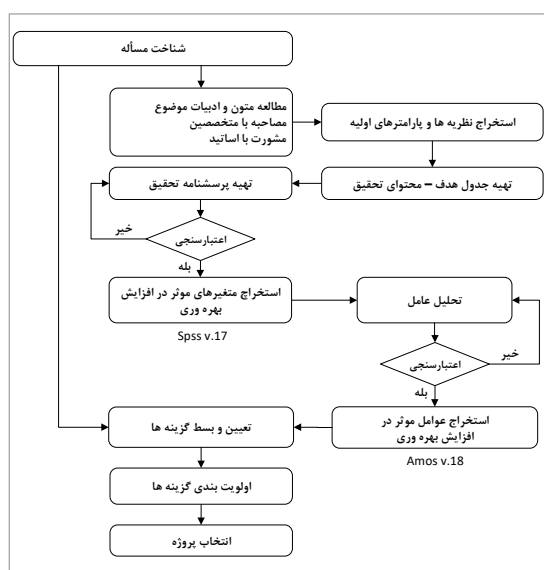 شناخت مسأله
مطالعه متون و ادبیات موضوع
مصاحبه با متخصصین
مشورت با اساتید
استخراج نظریه ها و پارامترهای اولیه
تهیه جدول هدف – محتوای تحقیق
تهیه پرسشنامه تحقیق
خیر
اعتبارسنجی
بله
استخراج متغیرهای موثر در افزایش
بهره وری
Spss v.17
تحلیل عامل
خیر
اعتبارسنجی
بله
استخراج عوامل موثر در
افزایش بهره وری
Amos v.18
تعیین و بسط گزینه ها
اولویت بندی گزینه ها
انتخاب پروژه